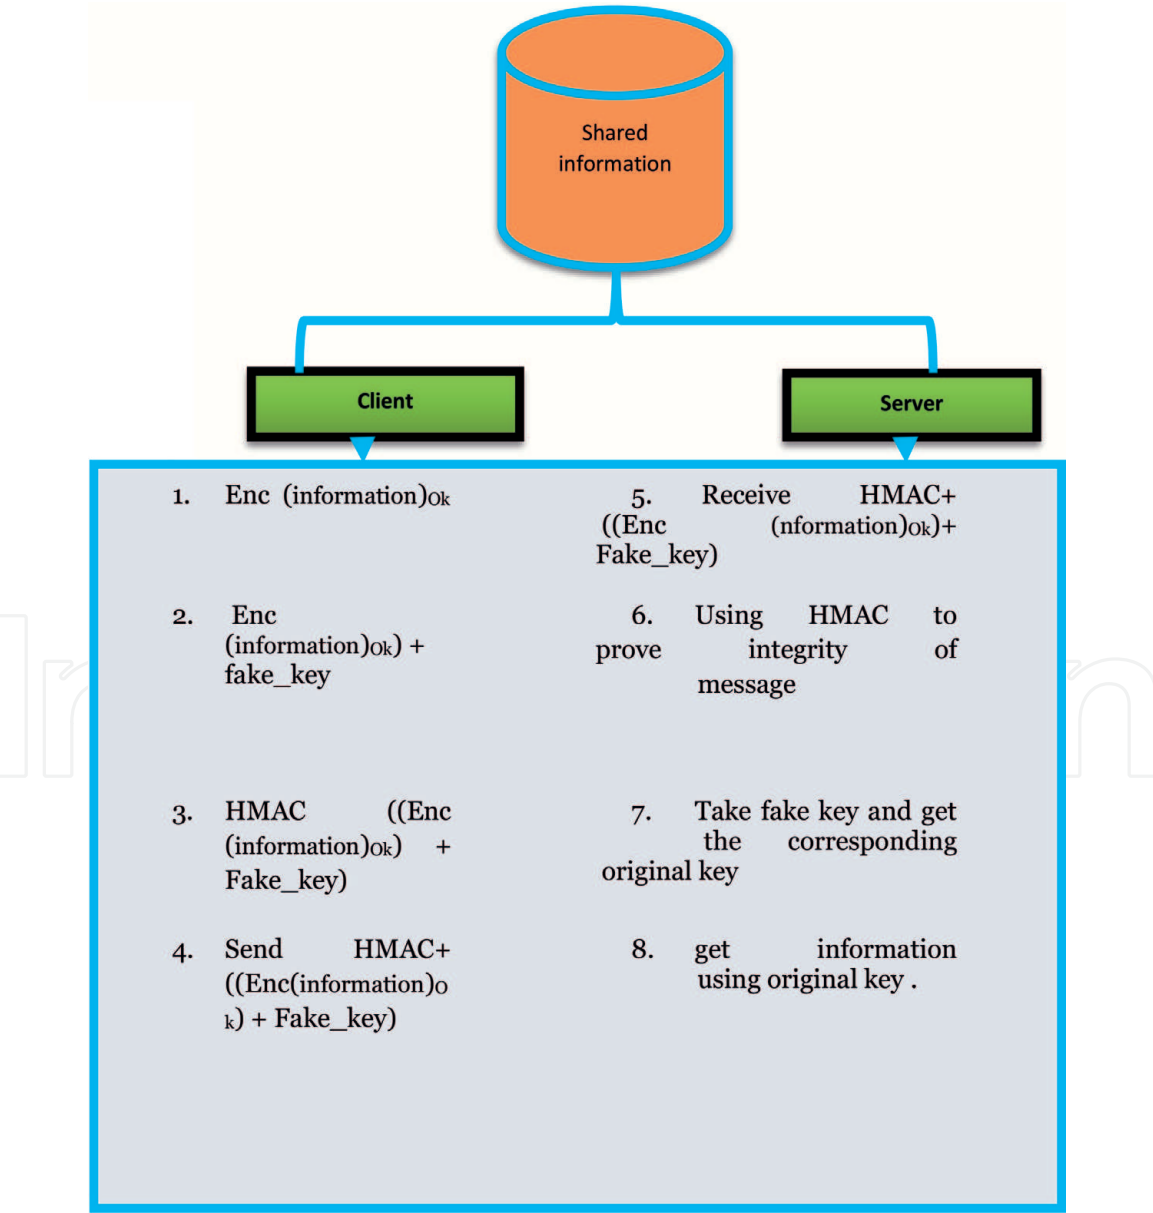 Shared
information
Client
Server
1. Enc (information)Ok
2. Enc
(information)Ok) +
fake_key
3. HMAC ((Enc
(information)Ok) +
Fake_key)
4. Send HMAC+
((Enc(information)O
k) + Fake_key)
5. Receive HMAC+
((Enc (nformation)Ok)+
Fake_key)
6. Using HMAC to
prove integrity of
message
7. Take fake key and get
the corresponding
original key
8. get information
using original key .